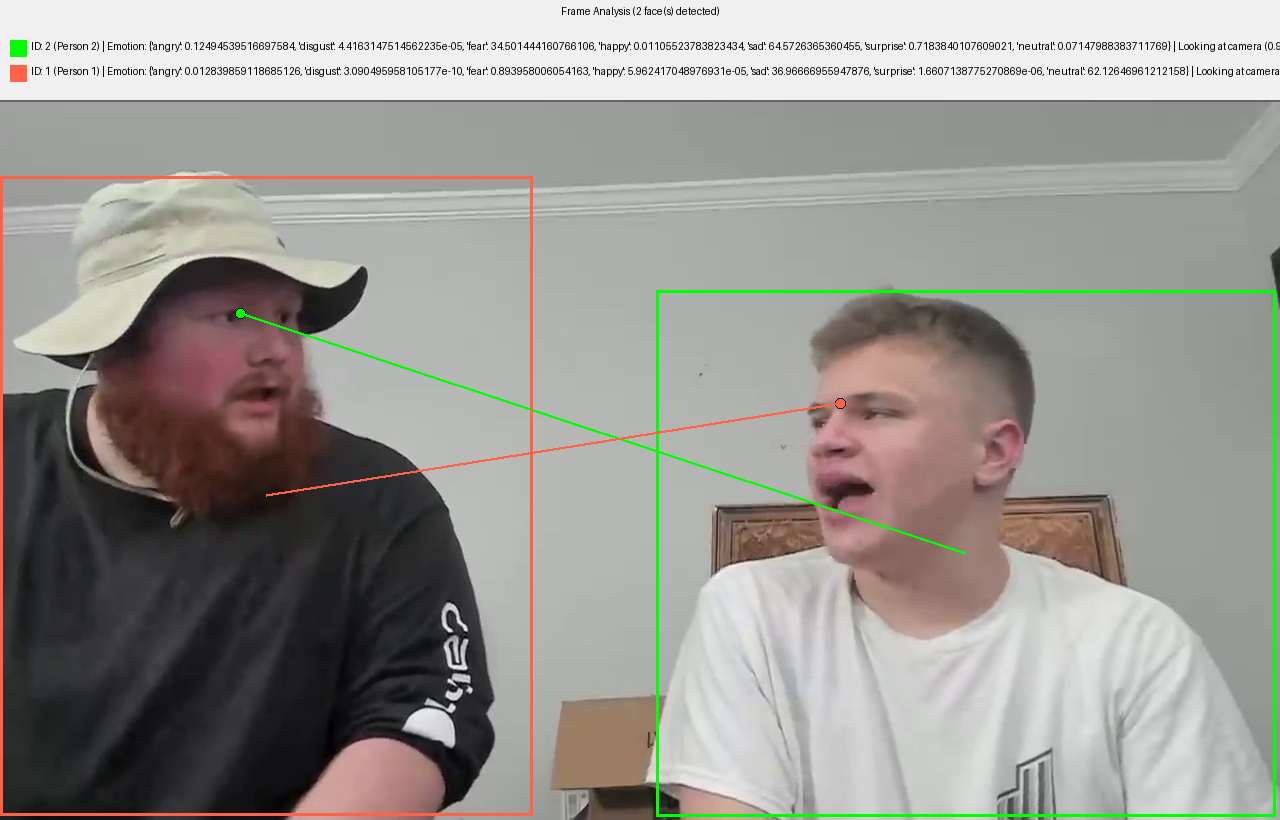 Frame Analysis (2 face(s) detected)
ID: 2 (Person 2) | Emotion: {'angry': 0.12494539516697584, 'disgust': 4.4163147514562235e-05, 'fear': 34.501444160766106, 'happy': 0.01105523783823434, 'sad': 64.5726365360455, 'surprise': 0.7183840107609021, 'neutral': 0.07147988383711769} | Looking at camera (0.9
ID: 1 (Person 1) | Emotion: {'angry': 0.012839859118685126, 'disgust': 3.090495958105177e-10, 'fear': 0.893958006054163, 'happy': 5.962417048976931e-05, 'sad': 36.96666955947876, 'surprise': 1.6607138775270869e-06, 'neutral': 62.12646961212158} | Looking at camera